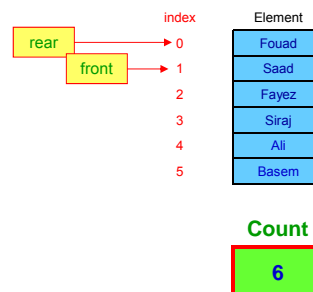 index Element
rear 0 Fouad
front 1 Saad
2 Fayez
3 Siraj
4 Ali
5 Basem
Count
6